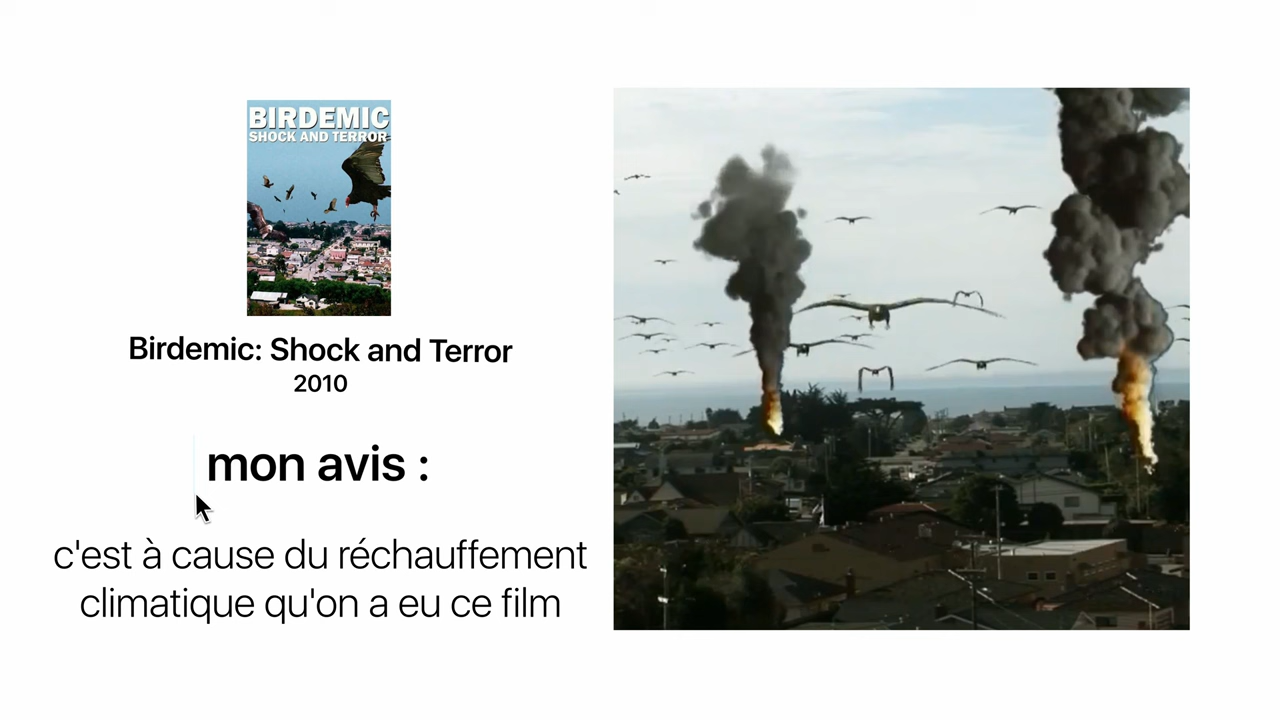 BIRDEMIC
SHOCK AND TERROR
Birdemic: Shock and Terror
2010
mon avis :
c'est à cause du réchauffement
climatique qu'on a eu ce film